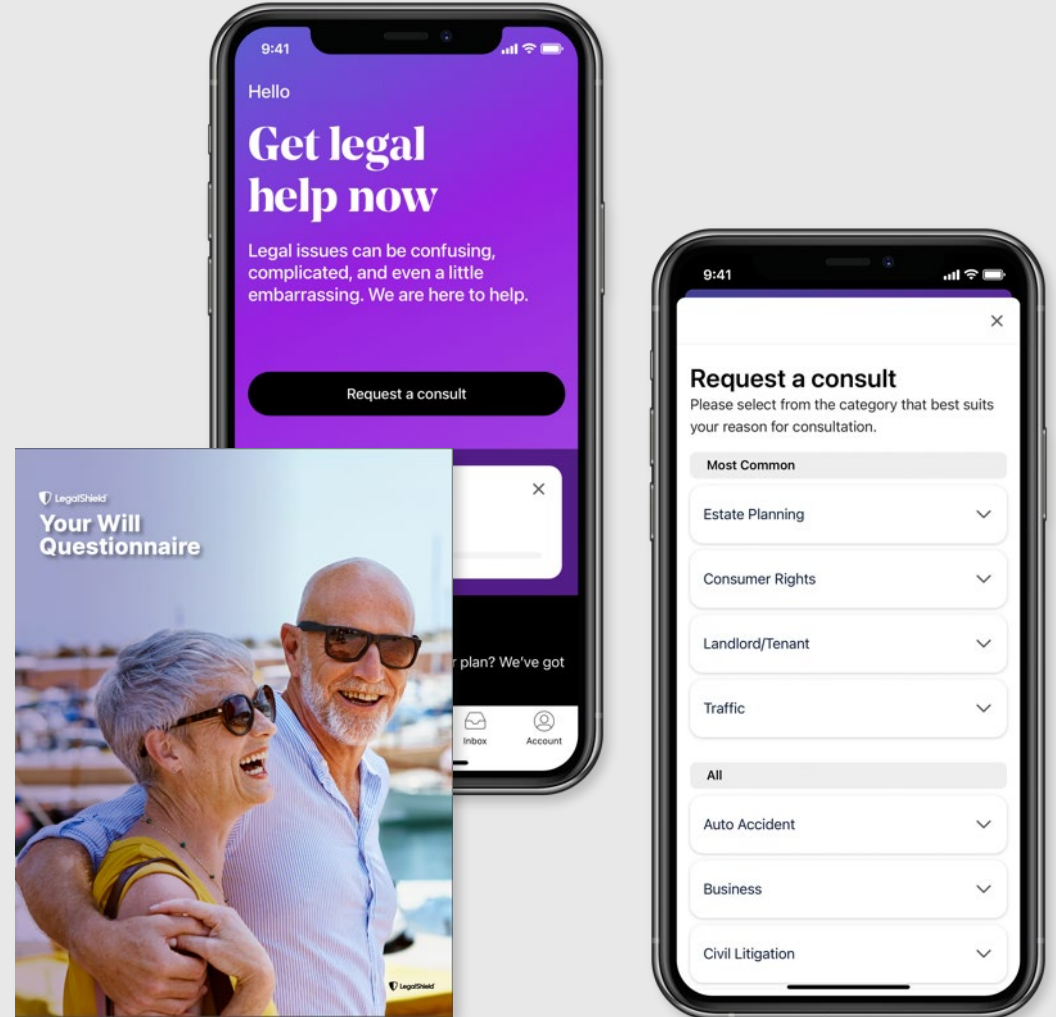 9:41
Hello
Get legal
help now
Legal issues can be confusing,
complicated, and even a little
embarrassing. We are here to help.
Request a consult
plan? We've got
Inbox
Account
LegalShield
Your Will
Questionnaire
LegalShield
9:41
Request a consult
Please select from the category that best suits
your reason for consultation.
Most Common
Estate Planning
Consumer Rights
Landlord/Tenant
Traffic
All
Auto Accident
Business
Civil Litigation